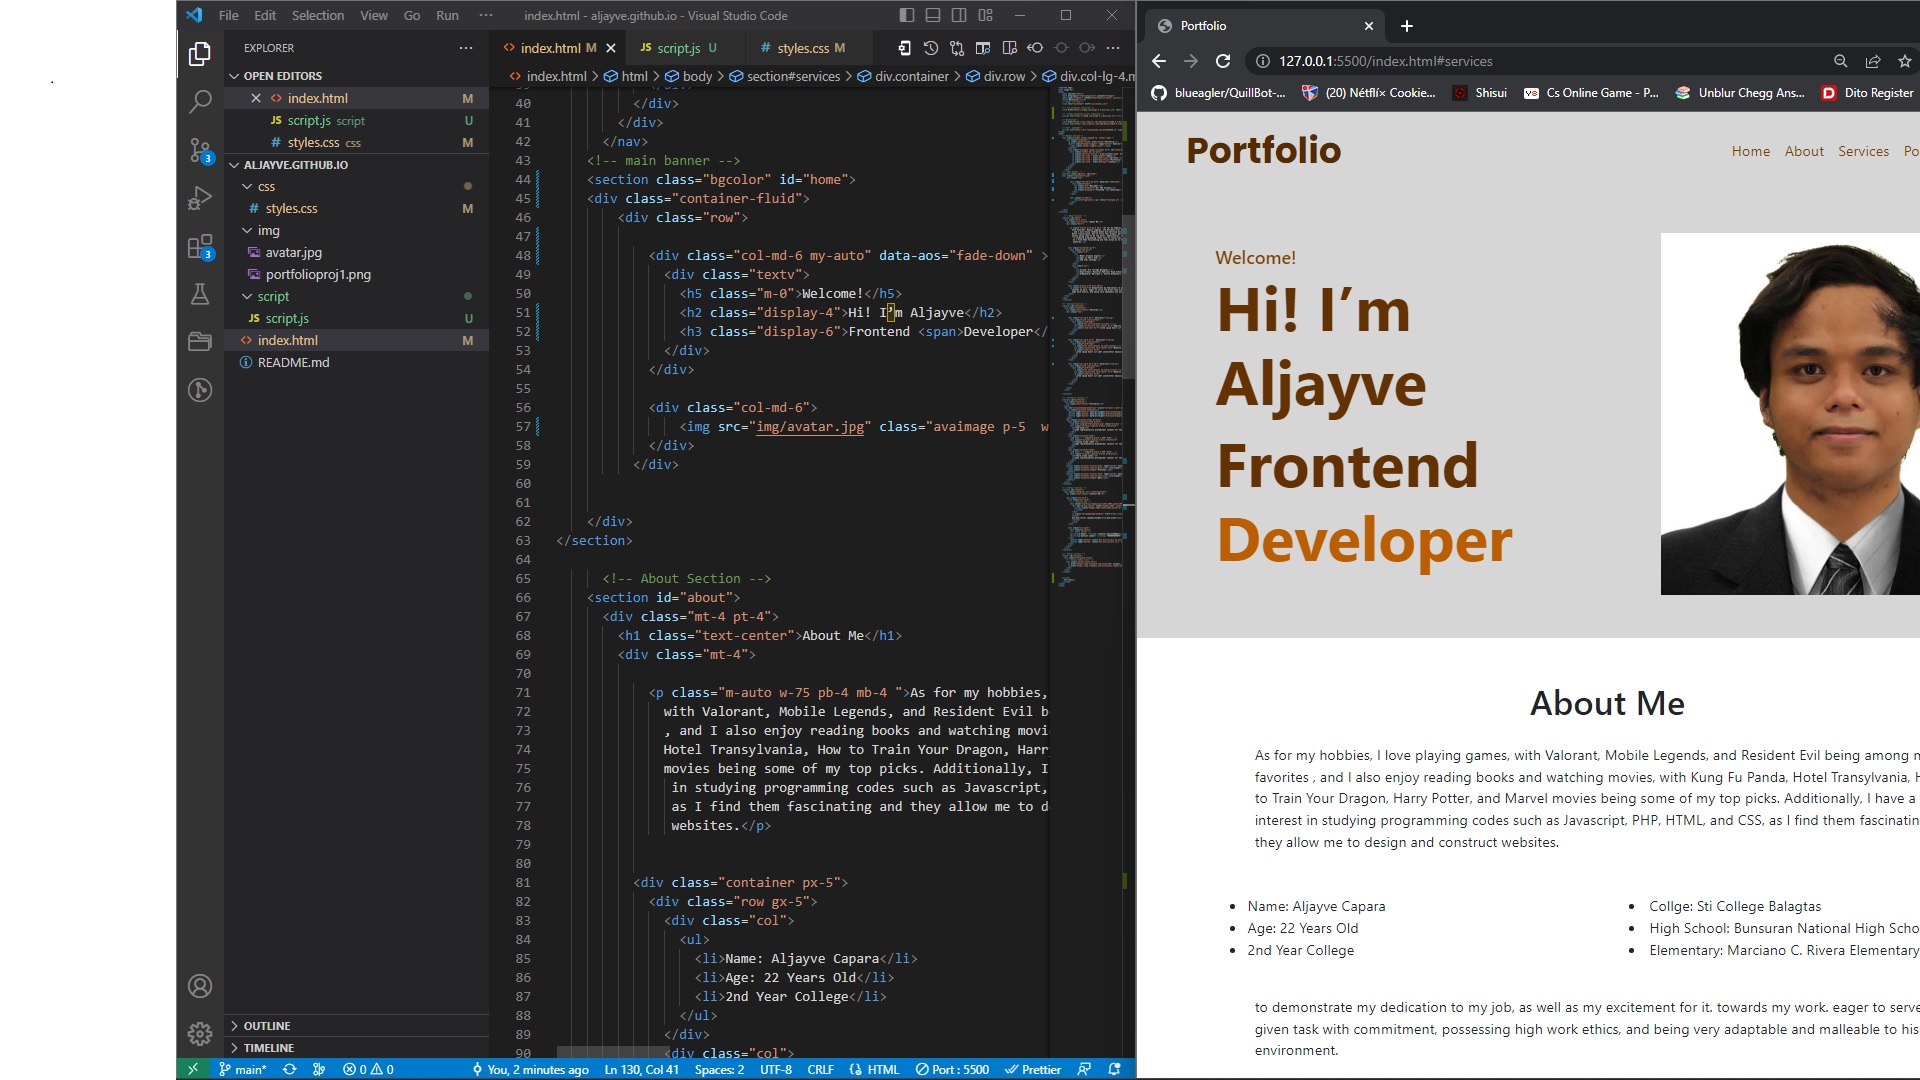 File Edit Selection View Go Run ··· index.html - aljayve.github.io - Visual Studio Code
EXPLORER ···
OPEN EDITORS
index.html M
script.js script U
styles.css css M
ALJAYVE.GITHUB.IO
css
styles.css M
img
avatar.jpg
portfolioproj1.png
script
script.js
index.html M
README.md
OUTLINE
TIMELINE
3
3
index.html M script.js U styles.css M
index.html > html > body > section#services > div.container > div.row > div.col-lg-4.m
40 </div>
41 </div>
42 </nav>
43 <!-- main banner -->
44 <section class="bgcolor" id="home">
45 <div class="container-fluid">
46 <div class="row">
47
48 <div class="col-md-6 my-auto" data-aos="fade-down" >
49 <div class="textv">
50 <h5 class="m-0">Welcome!</h5>
51 <h2 class="display-4">Hi! I’m Aljayve</h2>
52 <h3 class="display-6">Frontend <span>Developer</
53 </div>
54 </div>
55
56 <div class="col-md-6">
57 <img src="img/avatar.jpg" class="avaimage p-5 w
58 </div>
59 </div>
60
61
62 </div>
63 </section>
64
65 <!-- About Section -->
66 <section id="about">
67 <div class="mt-4 pt-4">
68 <h1 class="text-center">About Me</h1>
69 <div class="mt-4">
70
71 <p class="m-auto w-75 pb-4 mb-4 ">As for my hobbies,
72 with Valorant, Mobile Legends, and Resident Evil b
73 , and I also enjoy reading books and watching movi
74 Hotel Transylvania, How to Train Your Dragon, Harr
75 movies being some of my top picks. Additionally, I
76 in studying programming codes such as Javascript,
77 as I find them fascinating and they allow me to d
78 websites.</p>
79
80
81 <div class="container px-5">
82 <div class="row gx-5">
83 <div class="col">
84 <ul>
85 <li>Name: Aljayve Capara</li>
86 <li>Age: 22 Years Old</li>
87 <li>2nd Year College</li>
88 </ul>
89 </div>
90 <div class="col">
main* 0 0 You, 2 minutes ago Ln 130, Col 41 Spaces: 2 UTF-8 CRLF HTML Port : 5500 Prettier
Portfolio
127.0.0.1:5500/index.html#services
blueagler/QuillBot-... (20) Nétflíx Cookie... Shisui Cs Online Game - P... Unblur Chegg Ans... Dito Register
Portfolio
Home About Services Po
Welcome!
Hi! I’m
Aljayve
Frontend
Developer
About Me
As for my hobbies, I love playing games, with Valorant, Mobile Legends, and Resident Evil being among m
favorites , and I also enjoy reading books and watching movies, with Kung Fu Panda, Hotel Transylvania, H
to Train Your Dragon, Harry Potter, and Marvel movies being some of my top picks. Additionally, I have a
interest in studying programming codes such as Javascript, PHP, HTML, and CSS, as I find them fascinating
they allow me to design and construct websites.
• Name: Aljayve Capara
• Age: 22 Years Old
• 2nd Year College
• Collge: Sti College Balagtas
• High School: Bunsuran National High Scho
• Elementary: Marciano C. Rivera Elementary
to demonstrate my dedication to my job, as well as my excitement for it. towards my work. eager to serve
given task with commitment, possessing high work ethics, and being very adaptable and malleable to his
environment.